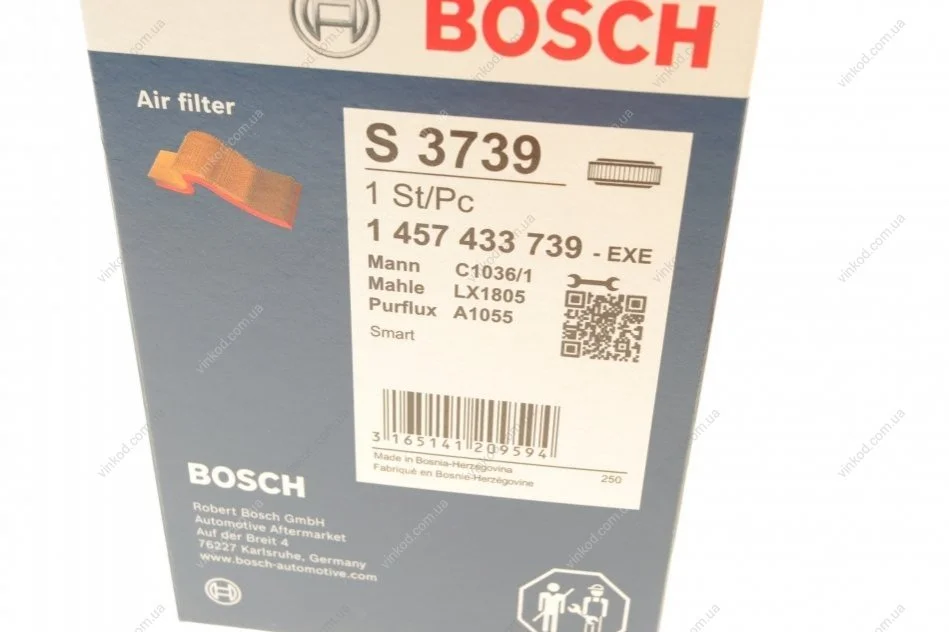 BOSCH
Air filter
S 3739
1 St/Pc
1 457 433 739 - EXE
Mann C1036/1
Mahle LX1805
Purflux A1055
Smart
3 165141 209594
Made in Bosnia-Herzegovina
Fabriqué en Bosnie-Herzégovine
250
BOSCH
Robert Bosch GmbH
Automotive Aftermarket
Auf der Breit 4
76227 Karlsruhe, Germany
www.bosch-automotive.com
vinkod.com.ua